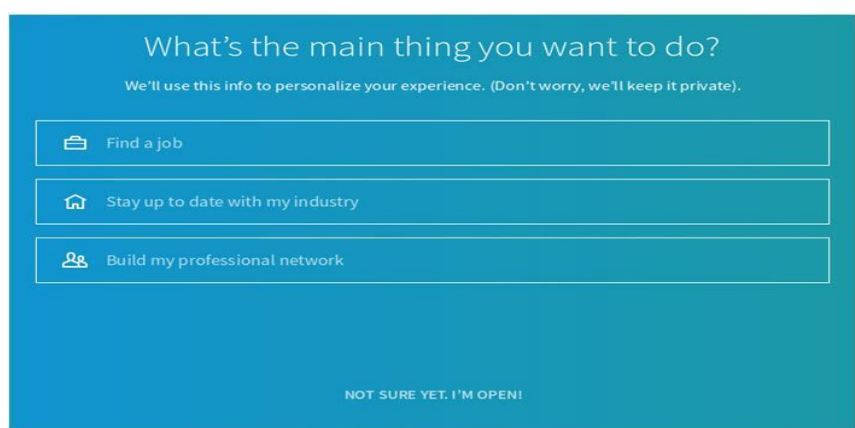 What's the main thing you want to do?
We'll use this info to personalize your experience. (Don't worry, we'll keep it private).
Find a job
Stay up to date with my industry
Build my professional network
NOT SURE YET. I'M OPEN!